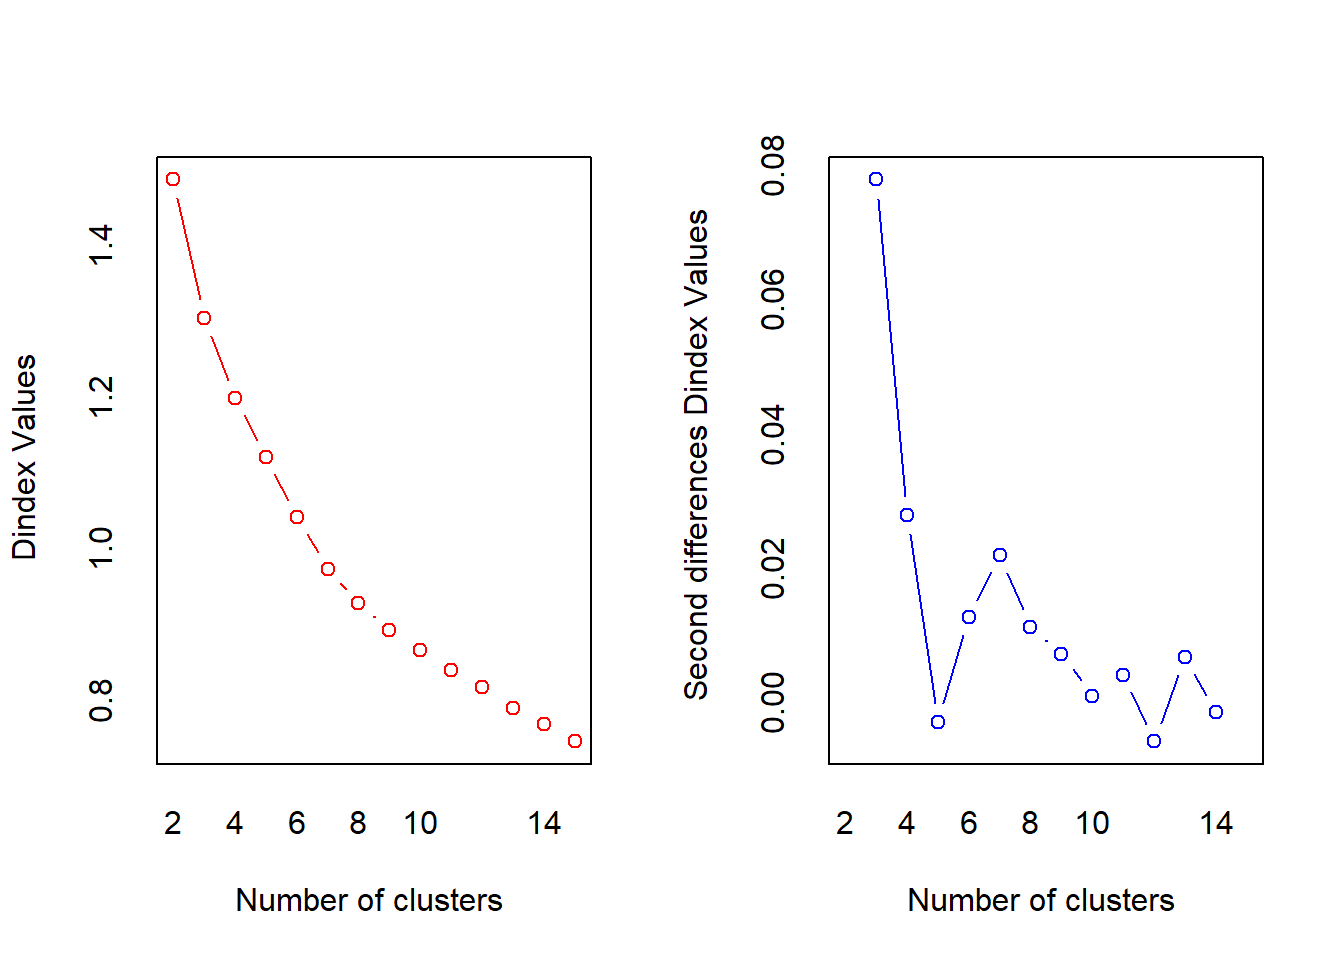 Dindex Values
1.4
1.2
1.0
0.8
2 4 6 8 10 14
Number of clusters
Second differences Dindex Values
0.08
0.06
0.04
0.02
0.00
2 4 6 8 10 14
Number of clusters